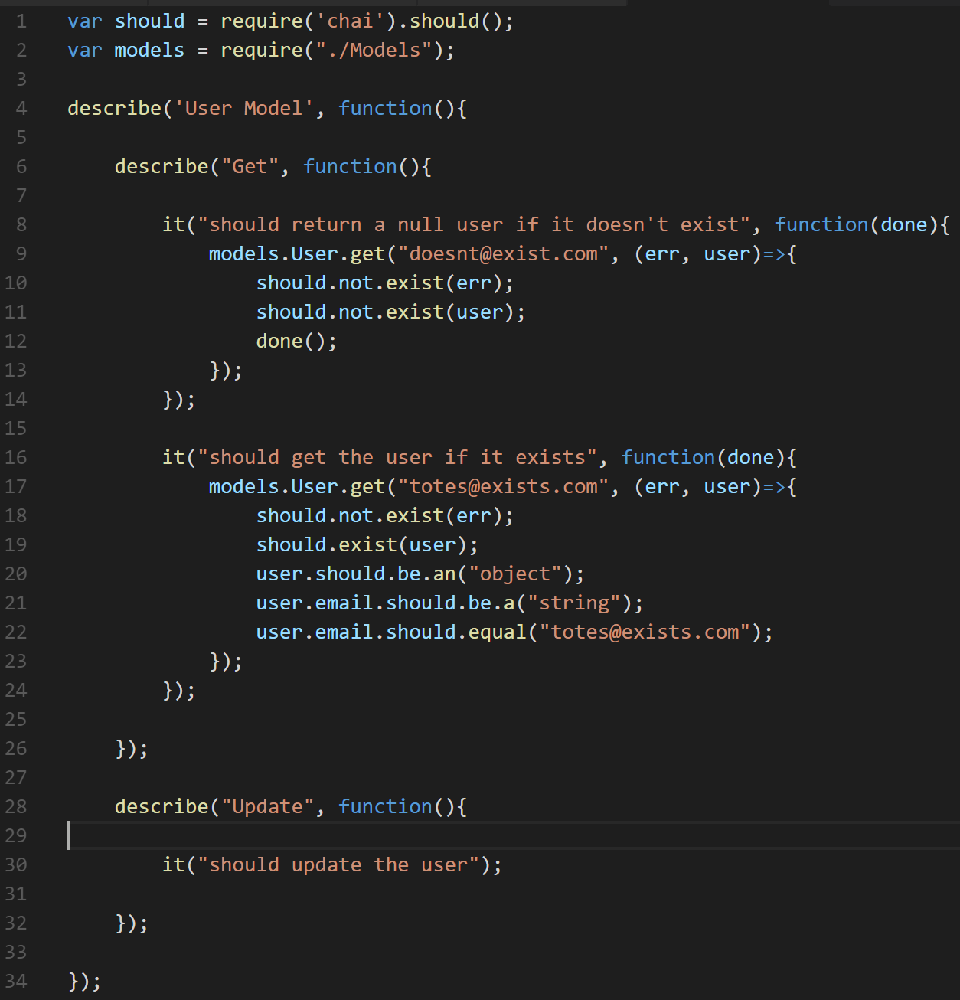 1 var should = require('chai').should();
2 var models = require("./Models");
3
4 describe('User Model', function(){
5
6     describe("Get", function(){
7
8         it("should return a null user if it doesn't exist", function(done){
9             models.User.get("doesnt@exist.com", (err, user)=>{
10                 should.not.exist(err);
11                 should.not.exist(user);
12                 done();
13             });
14         });
15
16         it("should get the user if it exists", function(done){
17             models.User.get("totes@exists.com", (err, user)=>{
18                 should.not.exist(err);
19                 should.exist(user);
20                 user.should.be.an("object");
21                 user.email.should.be.a("string");
22                 user.email.should.equal("totes@exists.com");
23             });
24         });
25
26     });
27
28     describe("Update", function(){
29
30         it("should update the user");
31
32     });
33
34 });